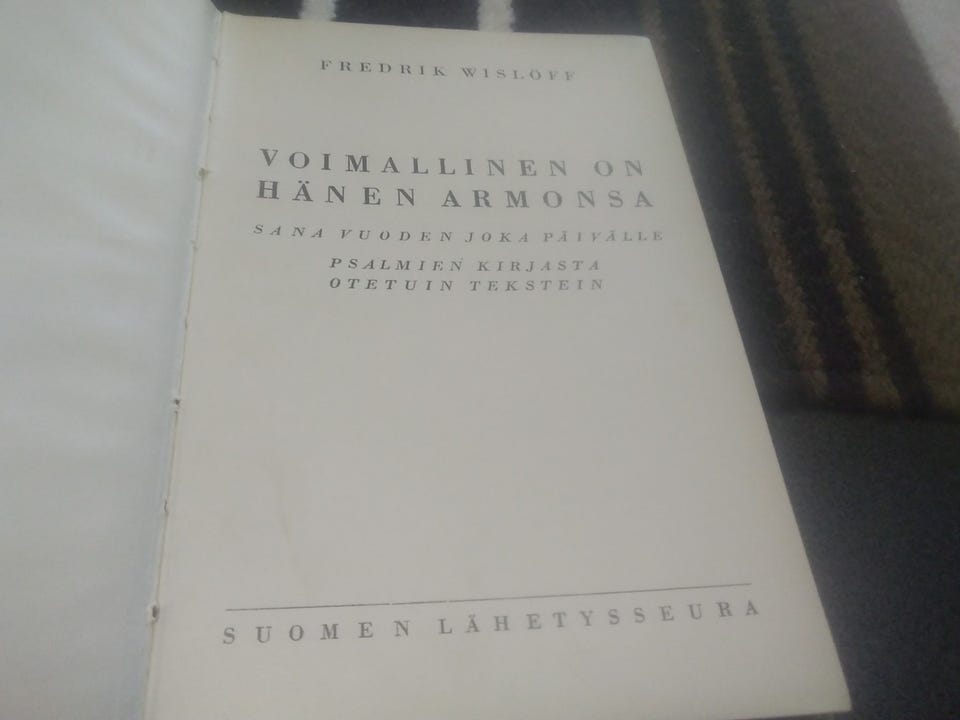 FREDRIK WISLÖFF
VOIMALLINEN ON
HÄNEN ARMONSA
SANA VUODEN JOKA PÄIVÄLLE
PSALMIEN KIRJASTA
OTETUIN TEKSTEIN
SUOMEN LÄHETYSSEURA